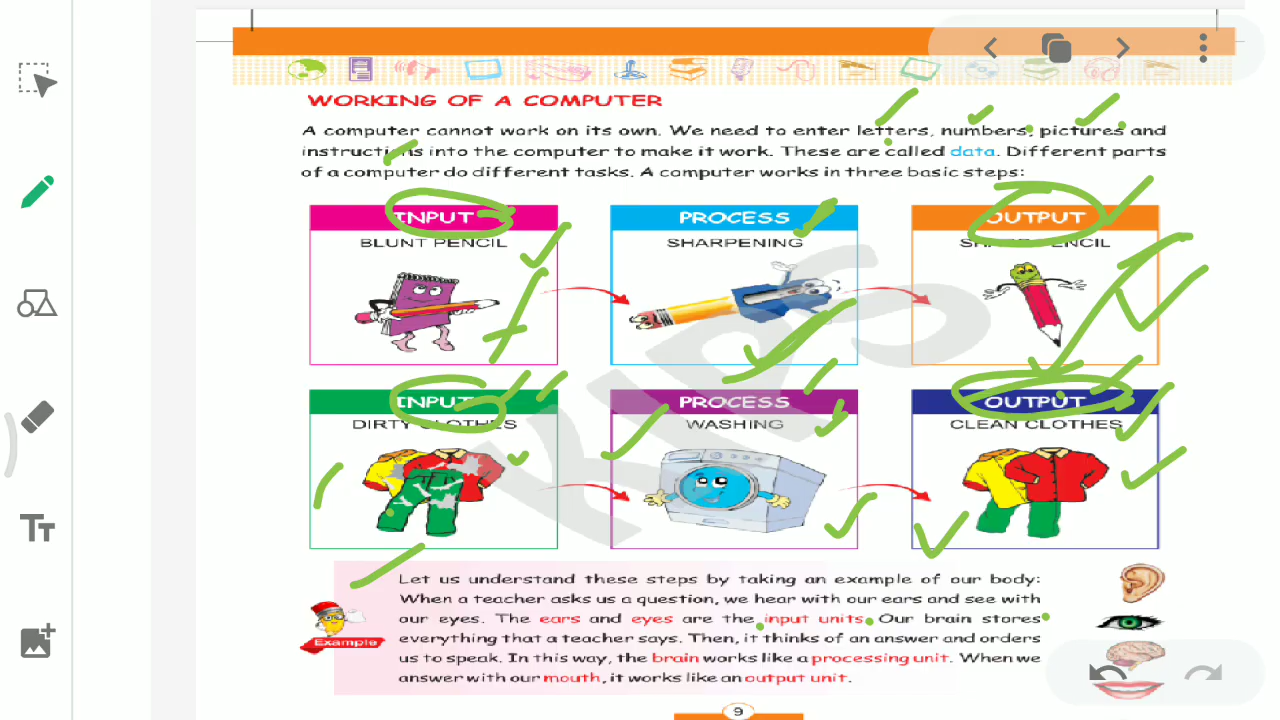 WORKING OF A COMPUTER
A computer cannot work on its own. We need to enter letters, numbers, pictures and
instructions into the computer to make it work. These are called data. Different parts
of a computer do different tasks. A computer works in three basic steps:
INPUT PROCESS OUTPUT
BLUNT PENCIL SHARPENING SHARP PENCIL
INPUT PROCESS OUTPUT
DIRTY CLOTHES WASHING CLEAN CLOTHES
KIPS
Let us understand these steps by taking an example of our body:
When a teacher asks us a question, we hear with our ears and see with
our eyes. The ears and eyes are the input units. Our brain stores
everything that a teacher says. Then, it thinks of an answer and orders
us to speak. In this way, the brain works like a processing unit. When we
answer with our mouth, it works like an output unit.
Example
9
TT